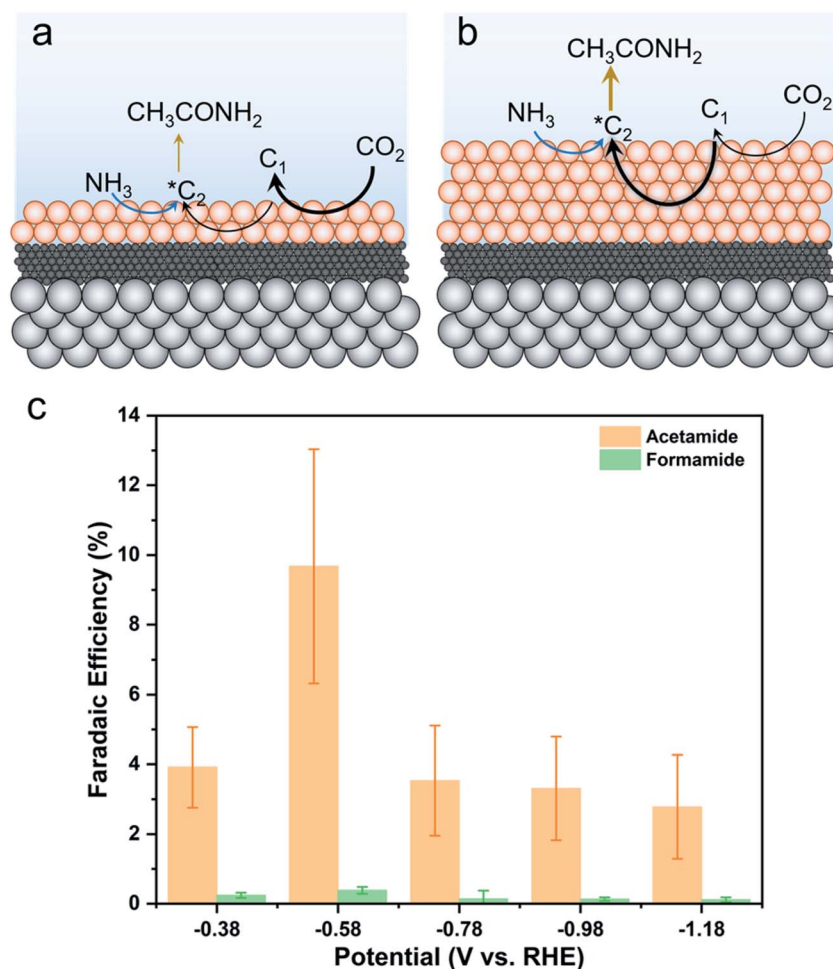 a
CH₃CONH₂
NH₃
*C₂
C₁
CO₂
b
CH₃CONH₂
NH₃
*C₂
C₁
CO₂
c
14
12
10
8
6
4
2
0
Faradaic Efficiency (%)
Acetamide
Formamide
-0.38 -0.58 -0.78 -0.98 -1.18
Potential (V vs. RHE)